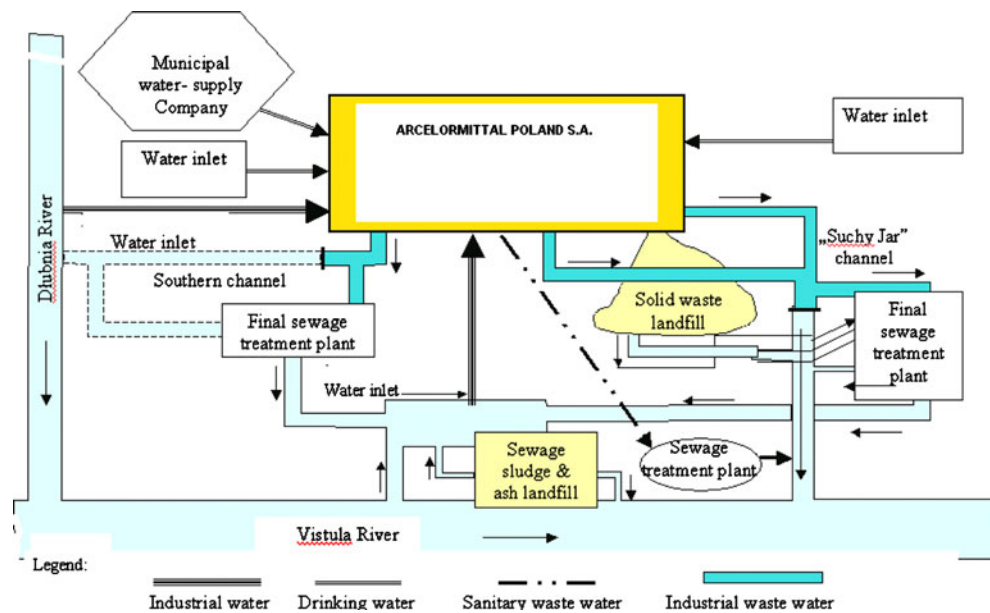 Municipal
water- supply
Company
ARCELORMITTAL POLAND S.A.
Water inlet
Water inlet
Dhubnia River
Water inlet
Southern channel
„Suchy Jar”
channel
Solid waste
landfill
Final sewage
treatment plant
Final
sewage
treatment
plant
Water inlet
Sewage
sludge &
ash landfill
Sewage
treatment plant
Vistula River
Legend:
Industrial water
Drinking water
Sanitary waste water
Industrial waste water